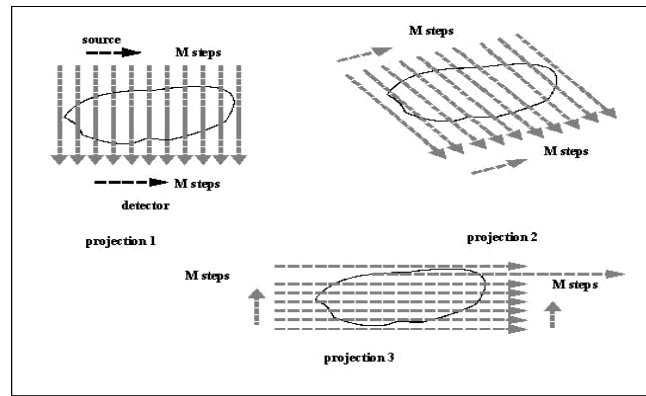 source
M steps
M steps
detector
projection 1
M steps
M steps
projection 2
M steps
M steps
projection 3